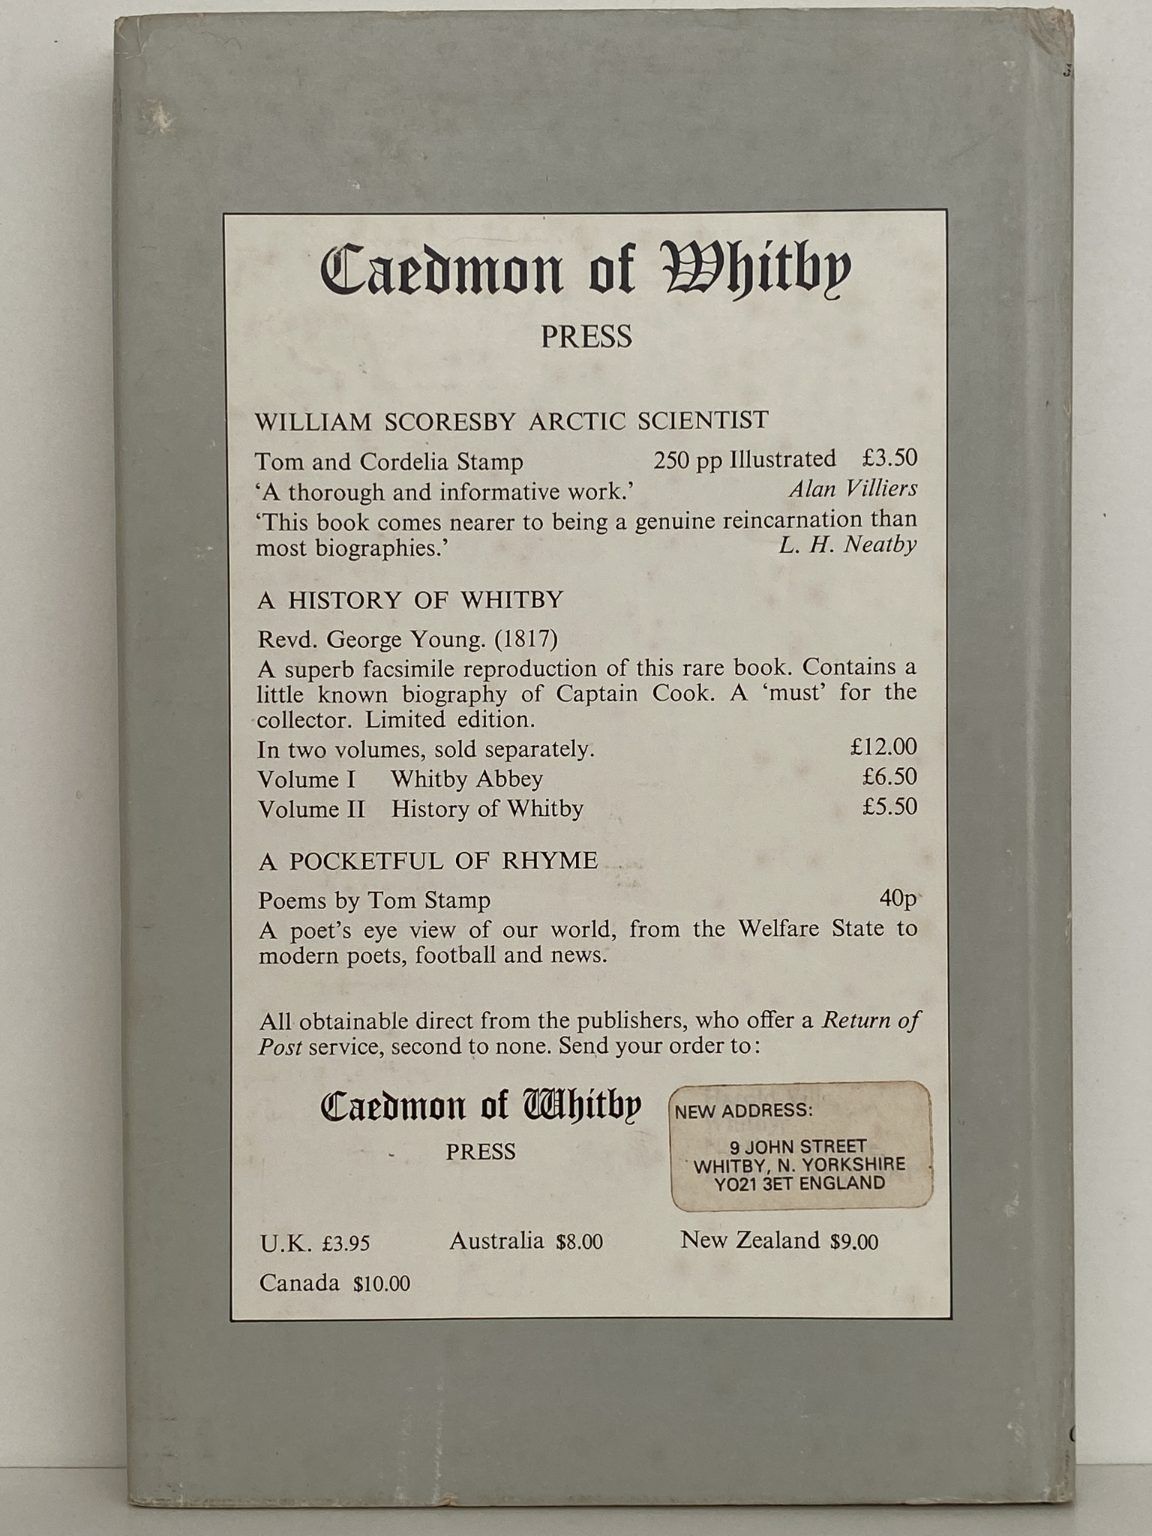 Caedmon of Whitby
PRESS
WILLIAM SCORESBY ARCTIC SCIENTIST
Tom and Cordelia Stamp 250 pp Illustrated £3.50
‘A thorough and informative work.’ Alan Villiers
‘This book comes nearer to being a genuine reincarnation than
most biographies.’ L. H. Neatby
A HISTORY OF WHITBY
Revd. George Young. (1817)
A superb facsimile reproduction of this rare book. Contains a
little known biography of Captain Cook. A ‘must’ for the
collector. Limited edition.
In two volumes, sold separately. £12.00
Volume I Whitby Abbey £6.50
Volume II History of Whitby £5.50
A POCKETFUL OF RHYME
Poems by Tom Stamp 40p
A poet’s eye view of our world, from the Welfare State to
modern poets, football and news.
All obtainable direct from the publishers, who offer a Return of
Post service, second to none. Send your order to:
Caedmon of Whitby
PRESS
NEW ADDRESS:
9 JOHN STREET
WHITBY, N. YORKSHIRE
YO21 3ET ENGLAND
U.K. £3.95 Australia $8.00 New Zealand $9.00
Canada $10.00